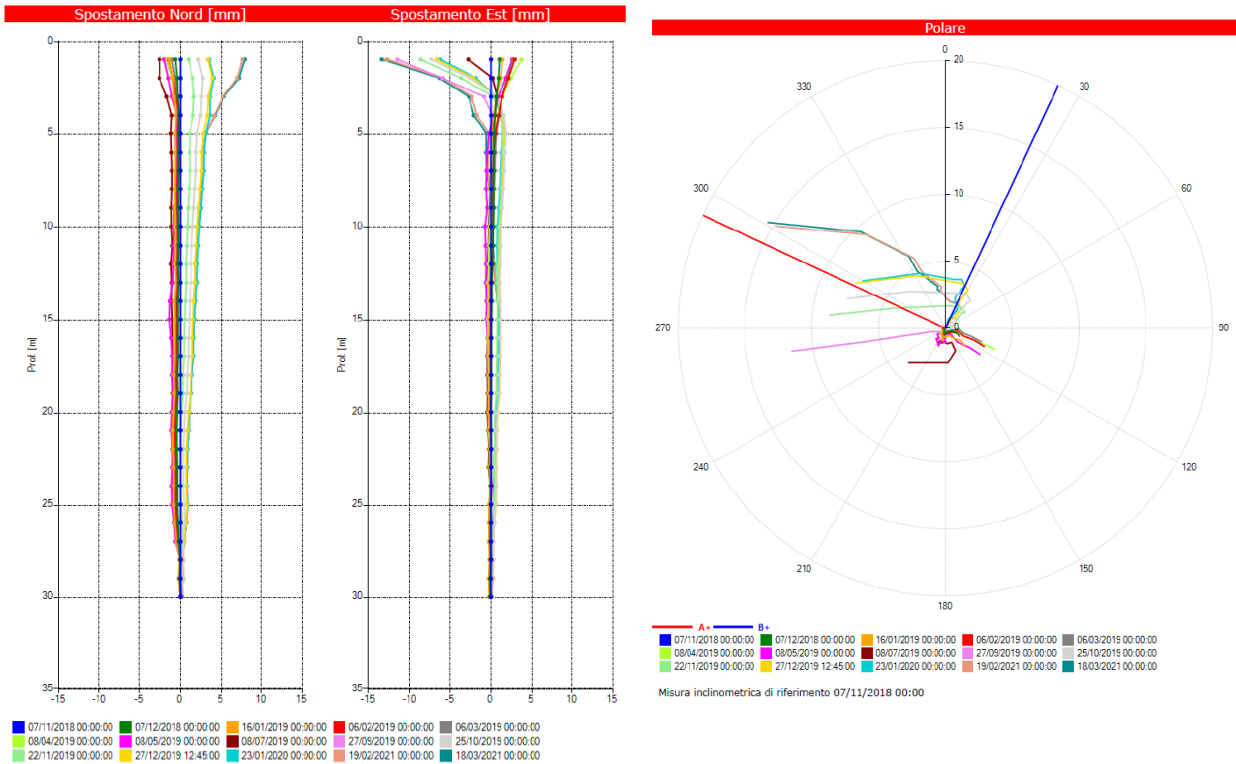 Spostamento Nord [mm]
Spostamento Est [mm]
0
5
10
15
20
25
30
35
Prof. [m]
-15 -10 -5 0 5 10 15
0
5
10
15
20
25
30
35
Prof. [m]
-15 -10 -5 0 5 10 15
07/11/2018 00:00:00 07/12/2018 00:00:00 16/01/2019 00:00:00 06/02/2019 00:00:00 06/03/2019 00:00:00
08/04/2019 00:00:00 08/05/2019 00:00:00 08/07/2019 00:00:00 27/09/2019 00:00:00 25/10/2019 00:00:00
22/11/2019 00:00:00 27/12/2019 12:45:00 23/01/2020 00:00:00 19/02/2021 00:00:00 18/03/2021 00:00:00
Polare
0
20
330
30
15
300
10
60
5
270
0
90
240
120
210
150
180
A+ B+
07/11/2018 00:00:00 07/12/2018 00:00:00 16/01/2019 00:00:00 06/02/2019 00:00:00 06/03/2019 00:00:00
08/04/2019 00:00:00 08/05/2019 00:00:00 08/07/2019 00:00:00 27/09/2019 00:00:00 25/10/2019 00:00:00
22/11/2019 00:00:00 27/12/2019 12:45:00 23/01/2020 00:00:00 19/02/2021 00:00:00 18/03/2021 00:00:00
Misura inclinometrica di riferimento 07/11/2018 00:00